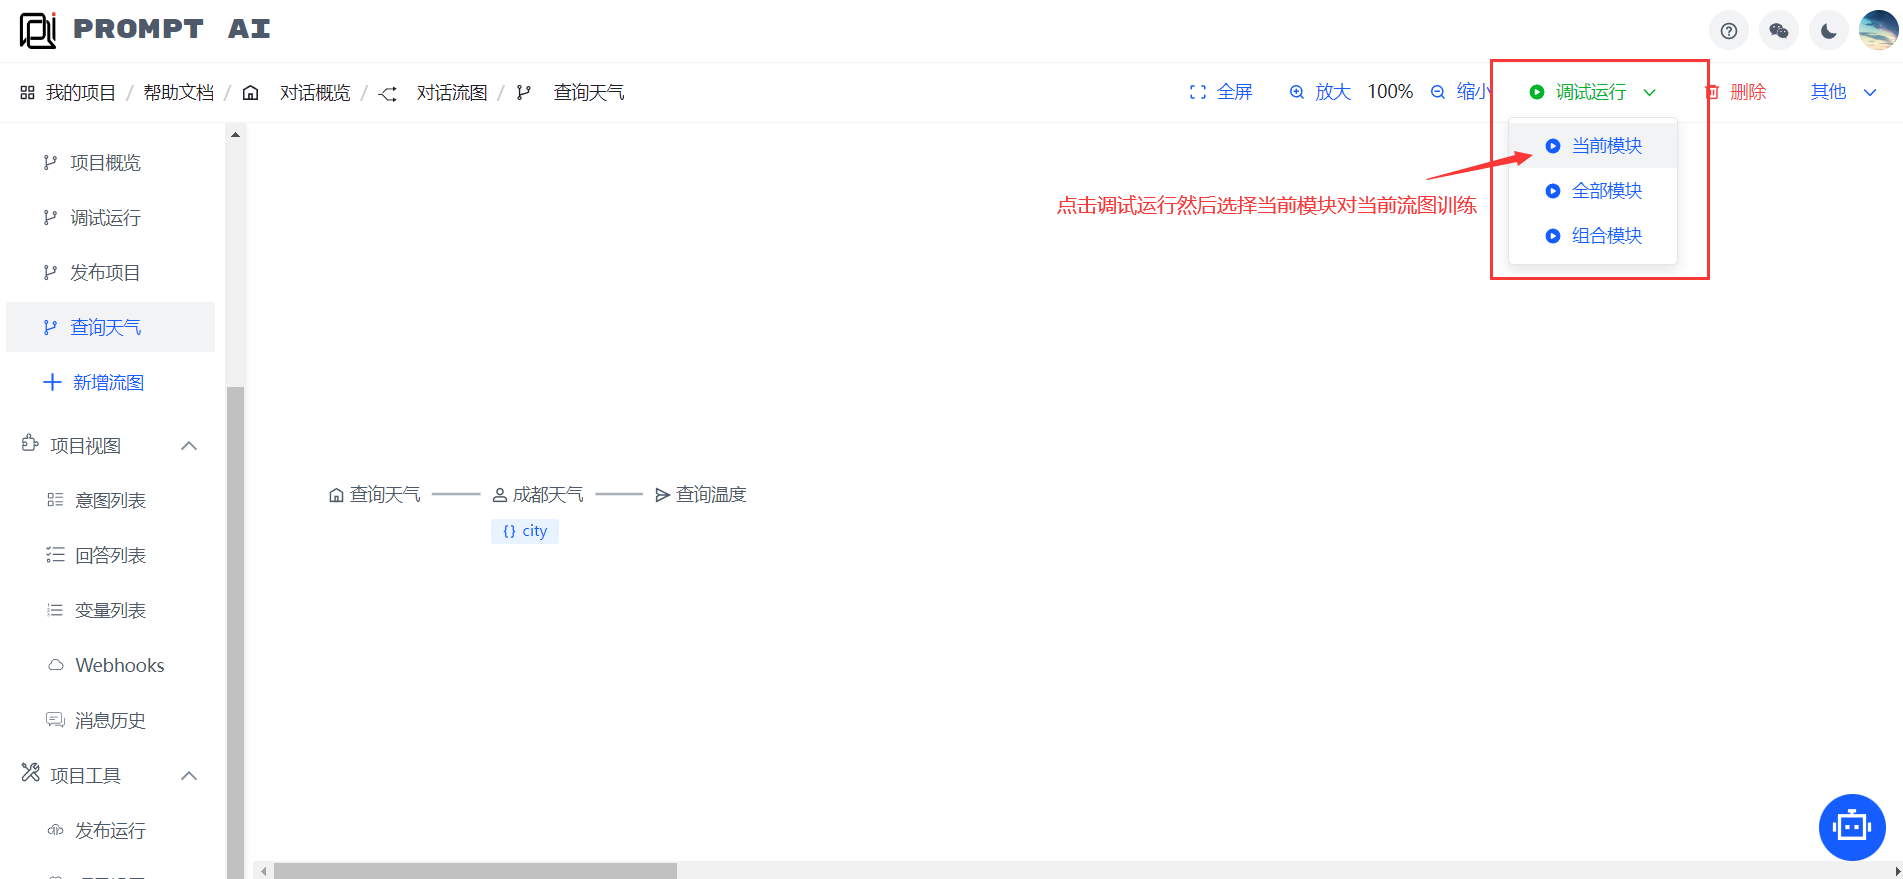 PROMPT AI
我的项目 / 帮助文档 / 对话概览 / 对话流图 / 查询天气
全屏 放大 100% 缩小 调试运行 删除 其他
当前模块
全部模块
组合模块
点击调试运行然后选择当前模块对当前流图训练
项目概览
调试运行
发布项目
查询天气
新增流图
项目视图
意图列表
回答列表
变量列表
Webhooks
消息历史
项目工具
发布运行
查询天气 成都天气 查询温度
{} city